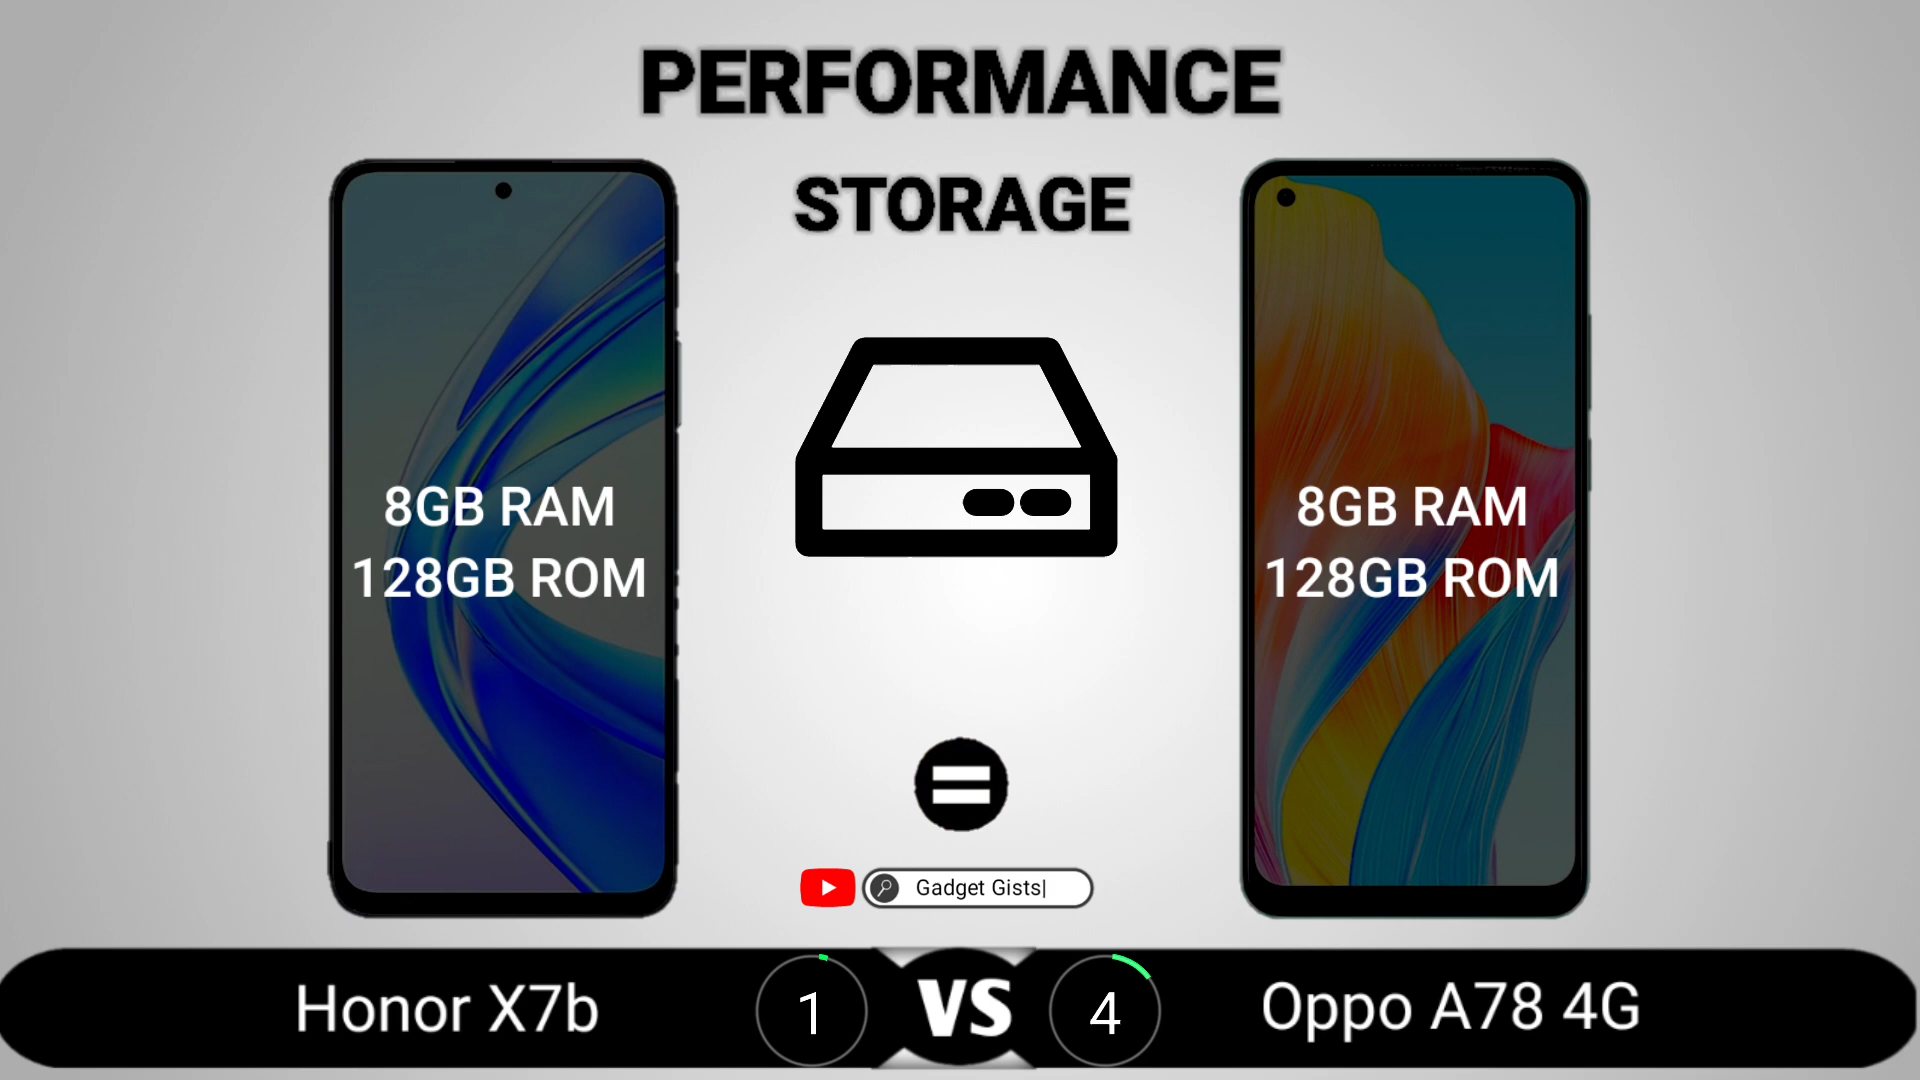 PERFORMANCE
STORAGE
8GB RAM
128GB ROM
8GB RAM
128GB ROM
Gadget Gists|
Honor X7b
1
VS
4
Oppo A78 4G